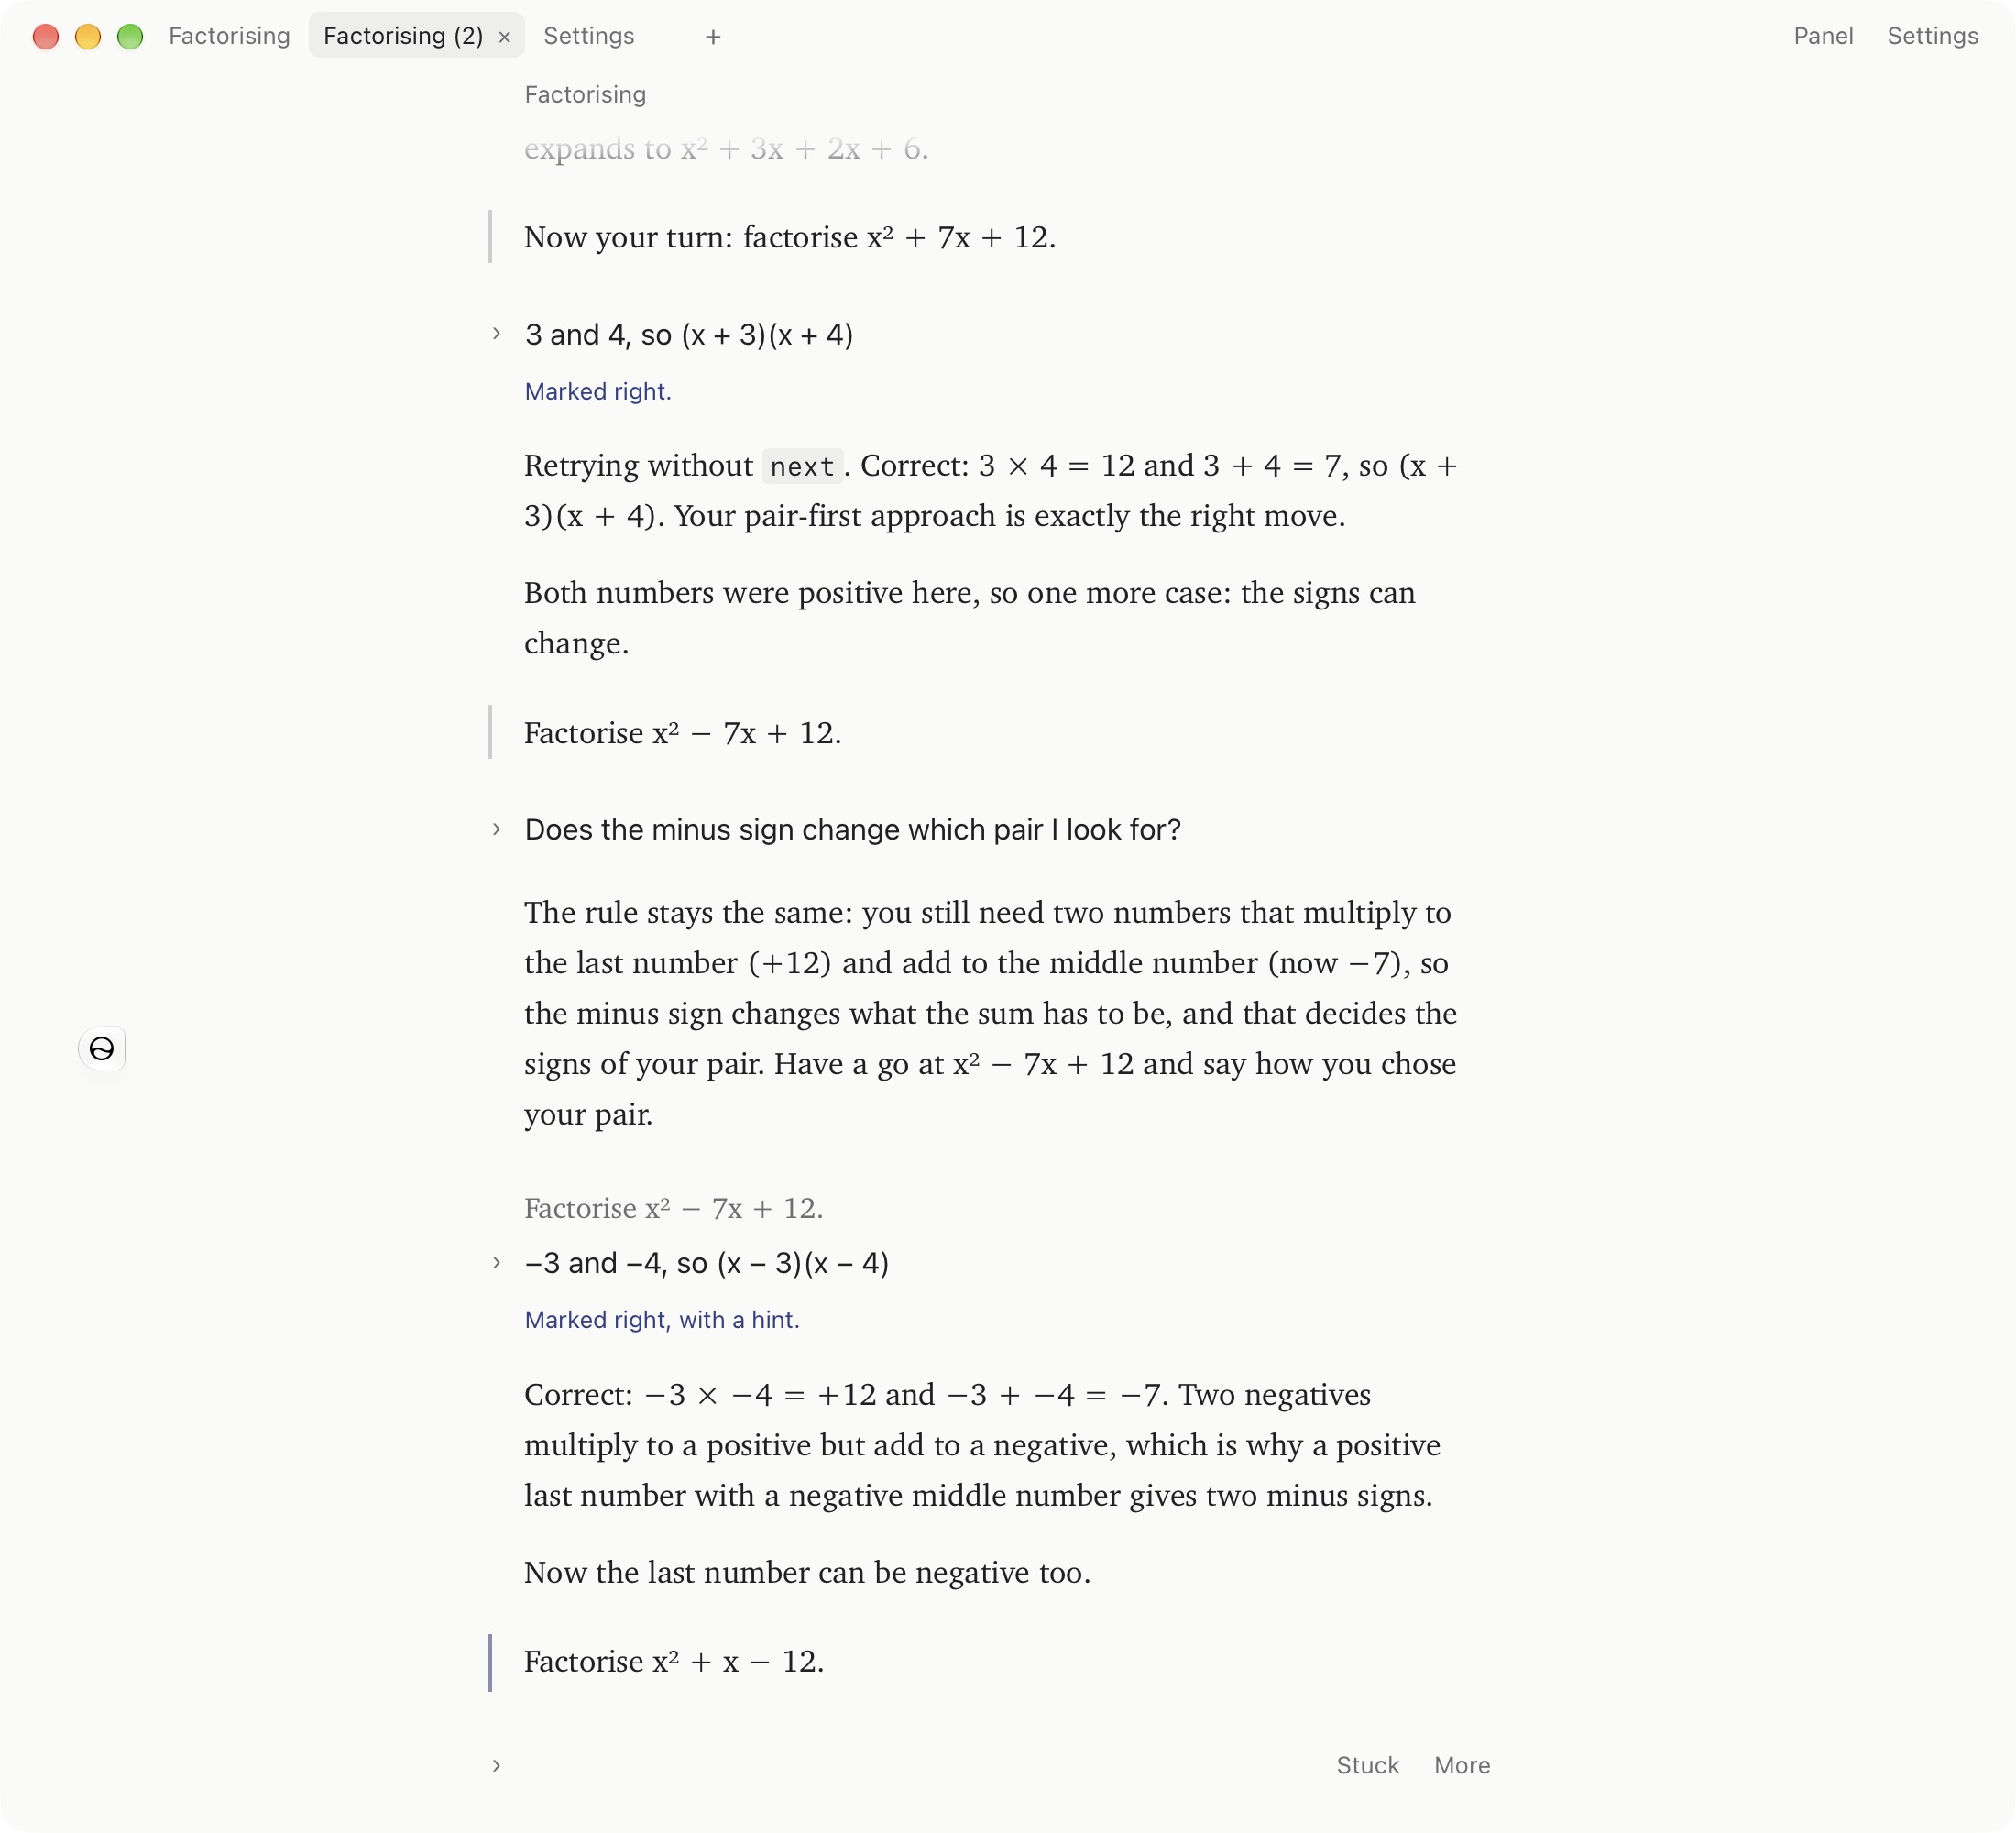 Factorising
Factorising (2) ×
Settings
+
Panel
Settings
Factorising
expands to x² + 3x + 2x + 6.
Now your turn: factorise x² + 7x + 12.
› 3 and 4, so (x + 3)(x + 4)
Marked right.
Retrying without next. Correct: 3 × 4 = 12 and 3 + 4 = 7, so (x +
3)(x + 4). Your pair-first approach is exactly the right move.
Both numbers were positive here, so one more case: the signs can
change.
Factorise x² − 7x + 12.
› Does the minus sign change which pair I look for?
The rule stays the same: you still need two numbers that multiply to
the last number (+12) and add to the middle number (now −7), so
the minus sign changes what the sum has to be, and that decides the
signs of your pair. Have a go at x² − 7x + 12 and say how you chose
your pair.
Factorise x² − 7x + 12.
› −3 and −4, so (x − 3)(x − 4)
Marked right, with a hint.
Correct: −3 × −4 = +12 and −3 + −4 = −7. Two negatives
multiply to a positive but add to a negative, which is why a positive
last number with a negative middle number gives two minus signs.
Now the last number can be negative too.
Factorise x² + x − 12.
›
Stuck
More